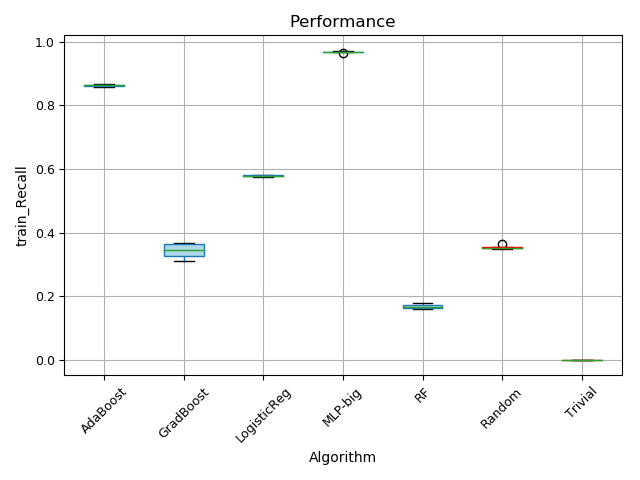 Performance
train_Recall
1.0
0.8
0.6
0.4
0.2
0.0
AdaBoost
GradBoost
LogisticReg
MLP-big
RF
Random
Trivial
Algorithm